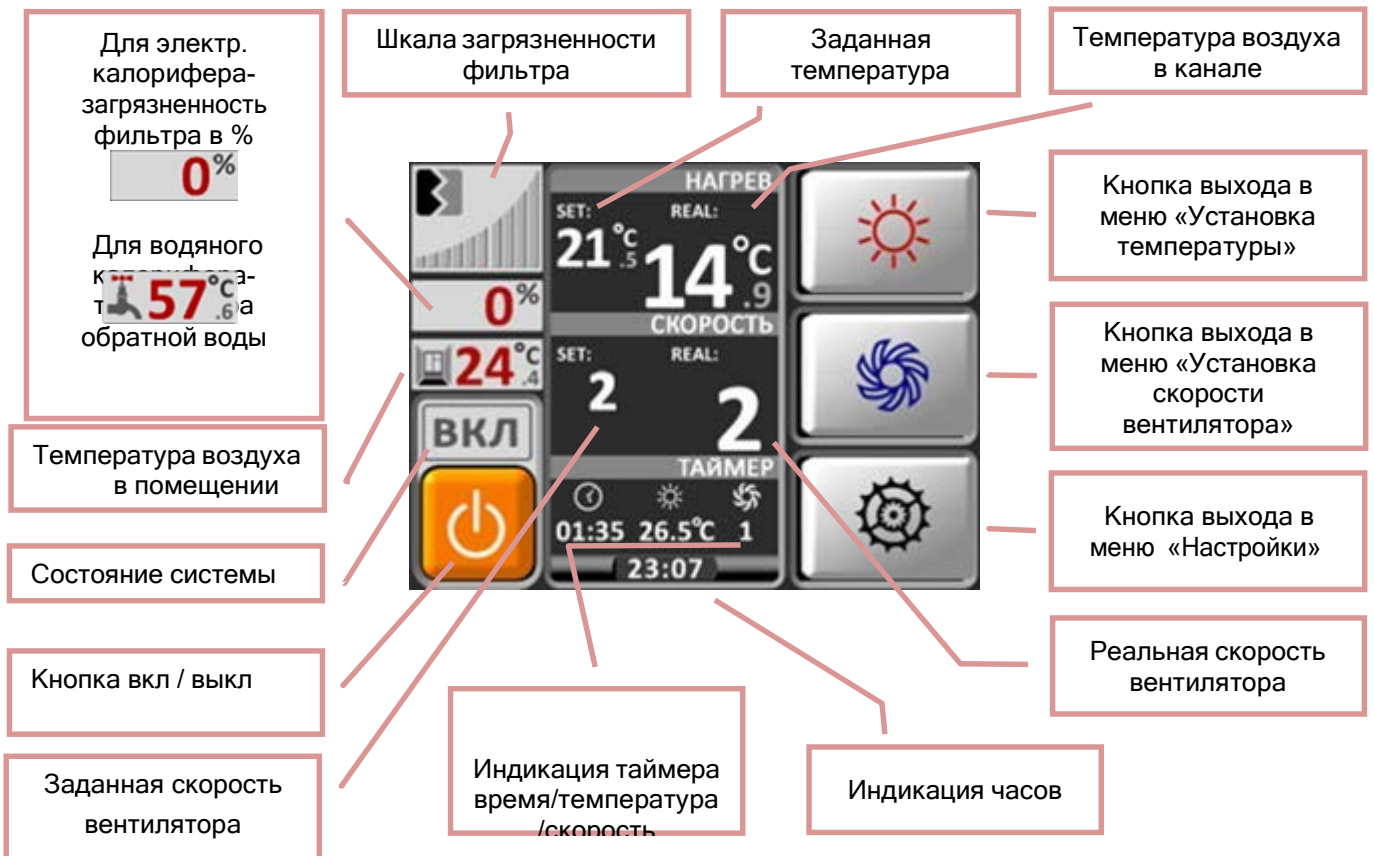 Для электр.
калорифера-
загрязненность
фильтра в %
0%
Для водяного
57°C
.6
обратной воды
Шкала загрязненности
фильтра
Заданная
температура
Температура воздуха
в канале
Кнопка выхода в
меню «Установка
температуры»
Кнопка выхода в
меню «Установка
скорости
вентилятора»
Кнопка выхода в
меню «Настройки»
Реальная скорость
вентилятора
Температура воздуха
в помещении
Состояние системы
Кнопка вкл / выкл
Заданная скорость
вентилятора
Индикация таймера
время/температура
/скорость
Индикация часов
0%
24°C
.4
ВКЛ
НАГРЕВ
SET: REAL:
21°C .5 14°C .9
СКОРОСТЬ
SET: REAL:
2 2
ТАЙМЕР
01:35 26.5°C 1
23:07